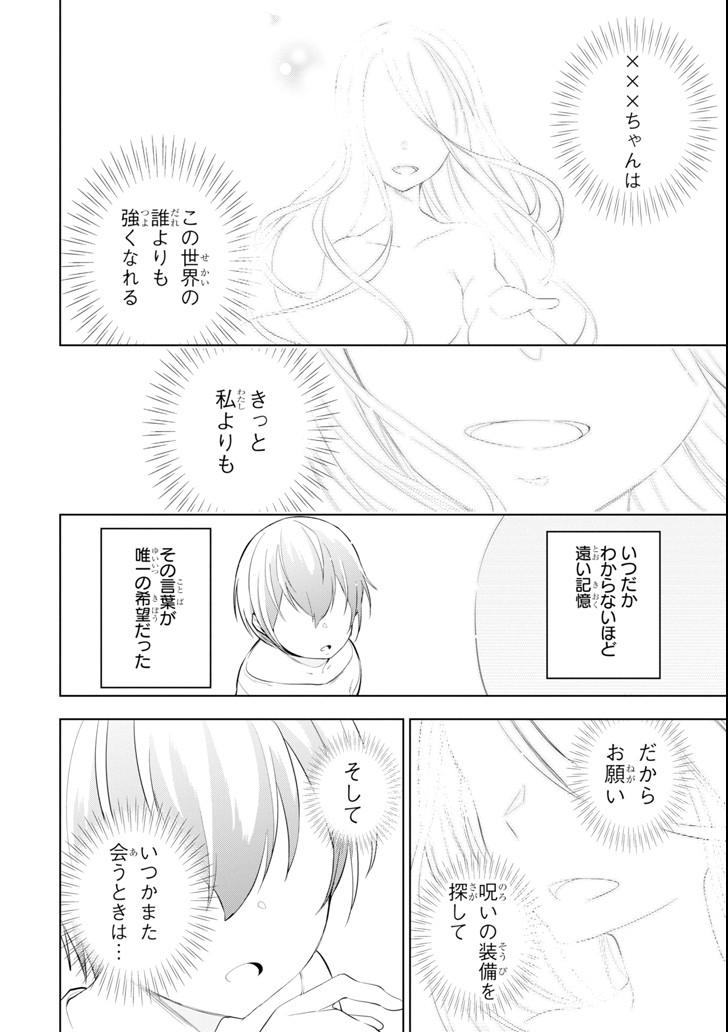 ×××ちゃんは
この世界の
誰よりも
強くなれる
きっと
私よりも
いつだか
わからないほど
遠い記憶
その言葉が
唯一の希望だった
だから
お願い
呪いの装備を
探して
そして
いつかまた
会うときは…